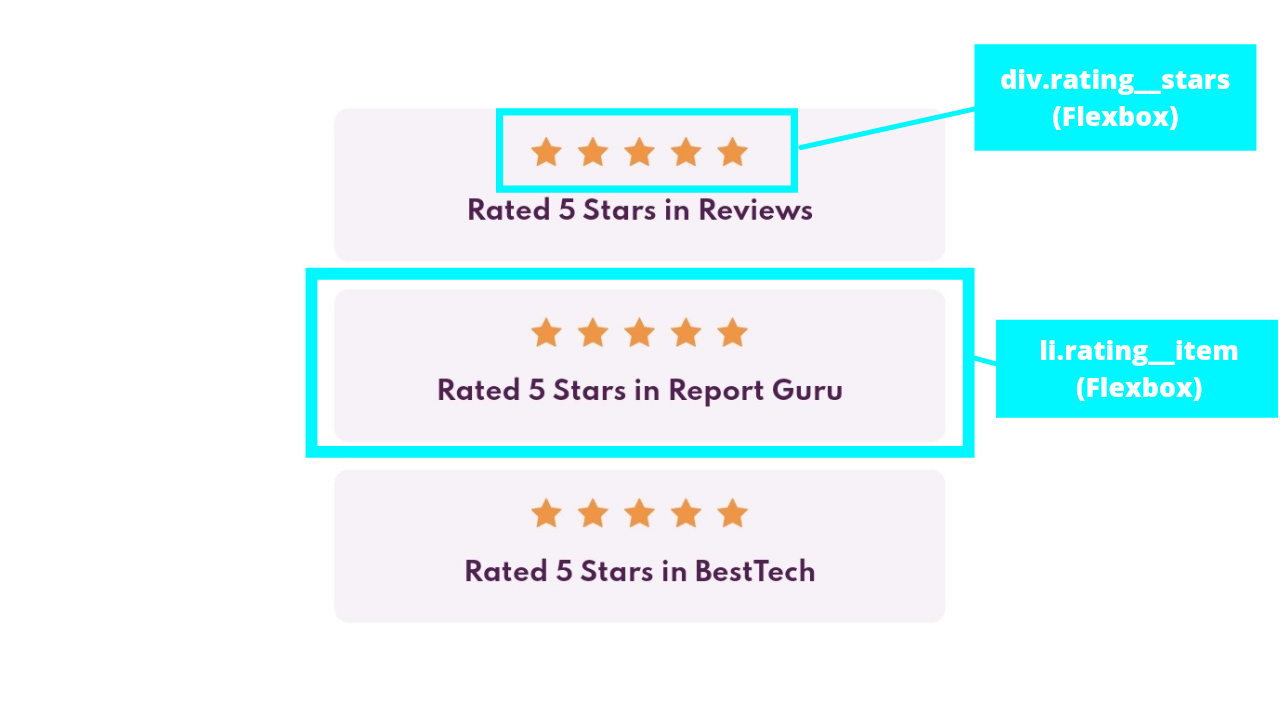 div.rating__stars
(Flexbox)
Rated 5 Stars in Reviews
li.rating__item
(Flexbox)
Rated 5 Stars in Report Guru
Rated 5 Stars in BestTech